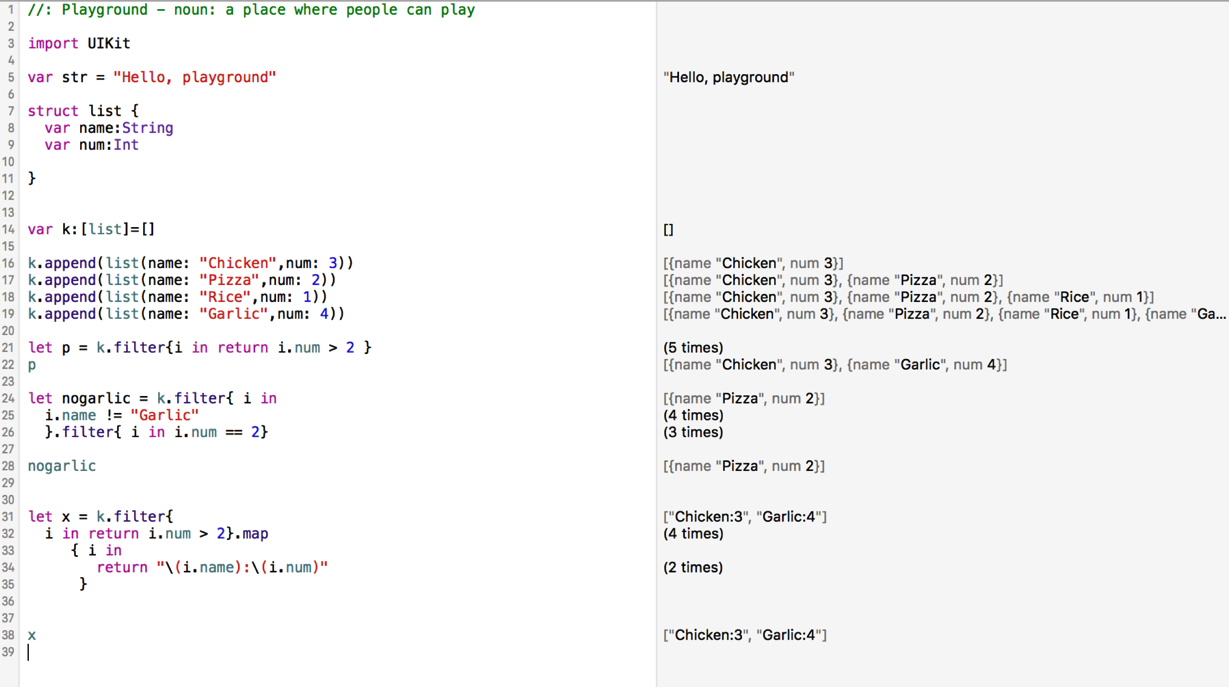 1 //: Playground – noun: a place where people can play
2
3 import UIKit
4
5 var str = "Hello, playground" "Hello, playground"
6
7 struct list {
8 var name:String
9 var num:Int
10
11 }
12
13
14 var k:[list]=[] []
15
16 k.append(list(name: "Chicken",num: 3)) [{name "Chicken", num 3}]
17 k.append(list(name: "Pizza",num: 2)) [{name "Chicken", num 3}, {name "Pizza", num 2}]
18 k.append(list(name: "Rice",num: 1)) [{name "Chicken", num 3}, {name "Pizza", num 2}, {name "Rice", num 1}]
19 k.append(list(name: "Garlic",num: 4)) [{name "Chicken", num 3}, {name "Pizza", num 2}, {name "Rice", num 1}, {name "Ga...
20
21 let p = k.filter{i in return i.num > 2 } (5 times)
22 p [{name "Chicken", num 3}, {name "Garlic", num 4}]
23
24 let nogarlic = k.filter{ i in [{name "Pizza", num 2}]
25 i.name != "Garlic" (4 times)
26 }.filter{ i in i.num == 2} (3 times)
27
28 nogarlic [{name "Pizza", num 2}]
29
30
31 let x = k.filter{ ["Chicken:3", "Garlic:4"]
32 i in return i.num > 2}.map (4 times)
33 { i in
34 return "\(i.name):\(i.num)" (2 times)
35 }
36
37
38 x ["Chicken:3", "Garlic:4"]
39